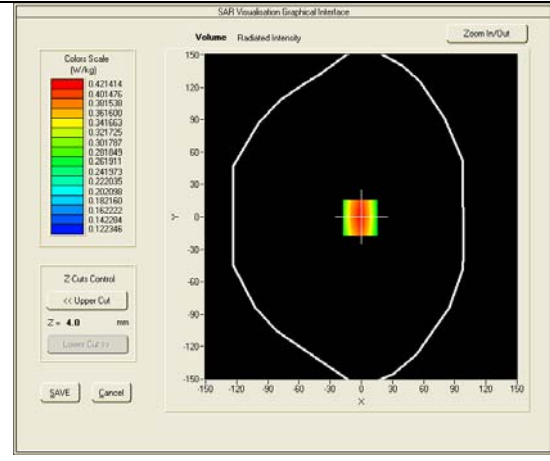 SAR Visualisation Graphical Interface
Volume Radiated Intensity
Zoom In/Out
Colors Scale
(W/kg)
0.421414
0.401476
0.381538
0.361600
0.341663
0.321725
0.301787
0.281849
0.261911
0.241973
0.222035
0.202098
0.182160
0.162222
0.142284
0.122346
Z-Cuts Control
<< Upper Cut
Z = 4.0 mm
Lower Cut >>
SAVE Cancel
150-
120-
90-
60-
30-
0-
-30-
-60-
-90-
-120-
-150-
Y
-150 -120 -90 -60 -30 0 30 60 90 120 150
X